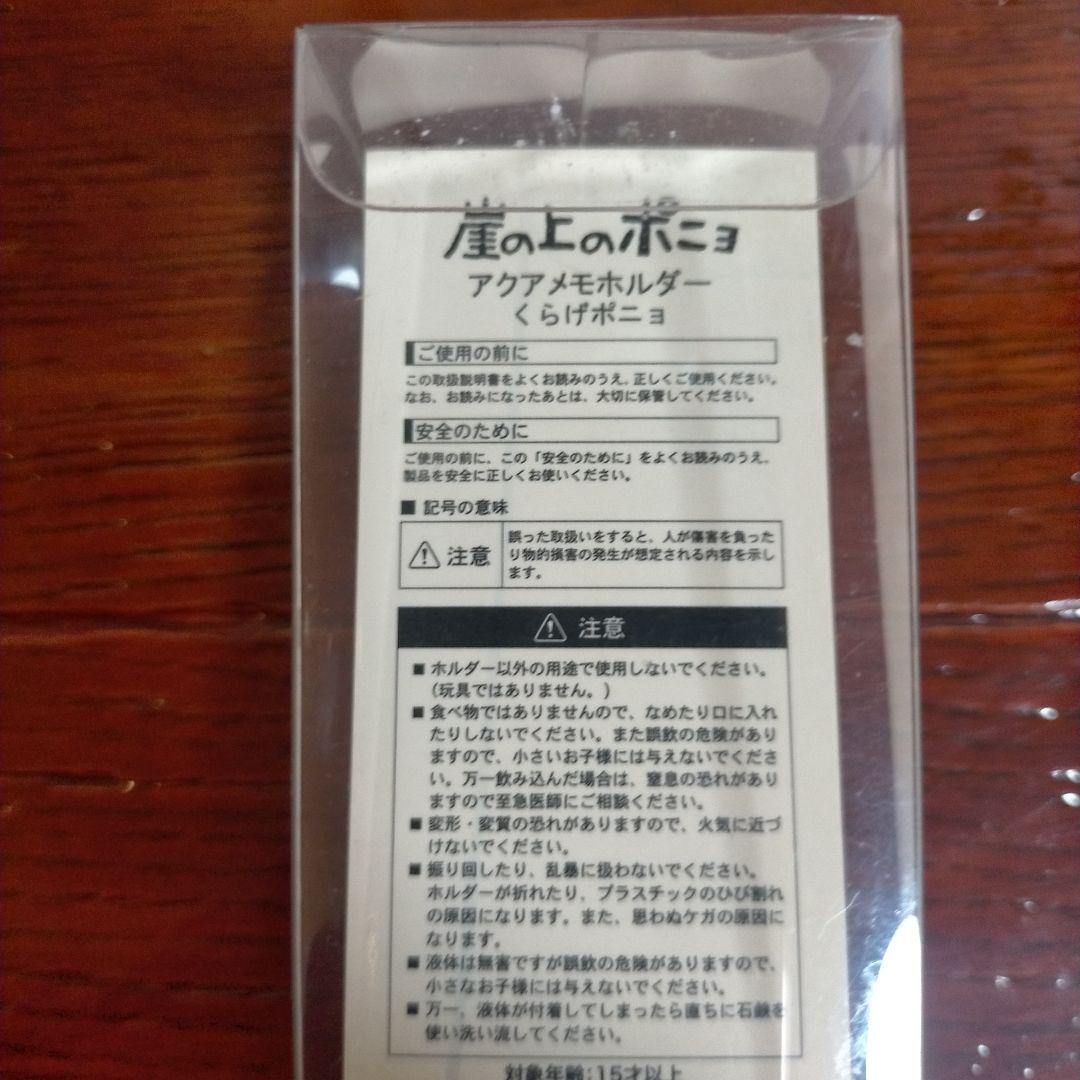 崖の上のポニョ
アクアメモホルダー
くらげポニョ
ご使用の前に
この取扱説明書をよくお読みのうえ、正しくご使用ください。
なお、お読みになったあとは、大切に保管してください。
安全のために
ご使用の前に、この「安全のために」をよくお読みのうえ、
製品を安全に正しくお使いください。
■ 記号の意味
⚠ 注意
誤った取扱いをすると、人が傷害を負った
り物的損害の発生が想定される内容を示し
ます。
⚠ 注意
■ ホルダー以外の用途で使用しないでください。
（玩具ではありません。）
■ 食べ物ではありませんので、なめたり口に入れ
たりしないでください。また誤飲の危険があり
ますので、小さいお子様には与えないでくださ
い。万一飲み込んだ場合は、窒息の恐れがあり
ますので至急医師にご相談ください。
■ 変形・変質の恐れがありますので、火気に近づ
けないでください。
■ 振り回したり、乱暴に扱わないでください。
ホルダーが折れたり、プラスチックのひび割れ
の原因になります。また、思わぬケガの原因に
なります。
■ 液体は無害ですが誤飲の危険がありますので、
小さなお子様には与えないでください。
■ 万一、液体が付着してしまったら直ちに石鹸を
使い洗い流してください。
対象年齢：15才以上